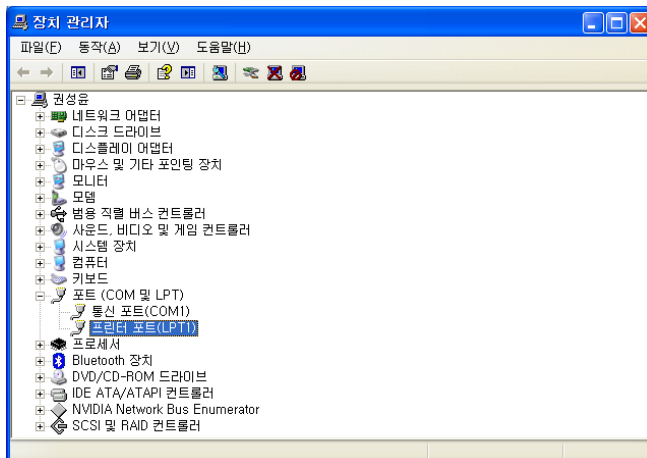 장치 관리자
파일(F) 동작(A) 보기(V) 도움말(H)
권성윤
네트워크 어댑터
디스크 드라이브
디스플레이 어댑터
마우스 및 기타 포인팅 장치
모니터
모뎀
범용 직렬 버스 컨트롤러
사운드, 비디오 및 게임 컨트롤러
시스템 장치
컴퓨터
키보드
포트 (COM 및 LPT)
통신 포트(COM1)
프린터 포트(LPT1)
프로세서
Bluetooth 장치
DVD/CD-ROM 드라이브
IDE ATA/ATAPI 컨트롤러
NVIDIA Network Bus Enumerator
SCSI 및 RAID 컨트롤러